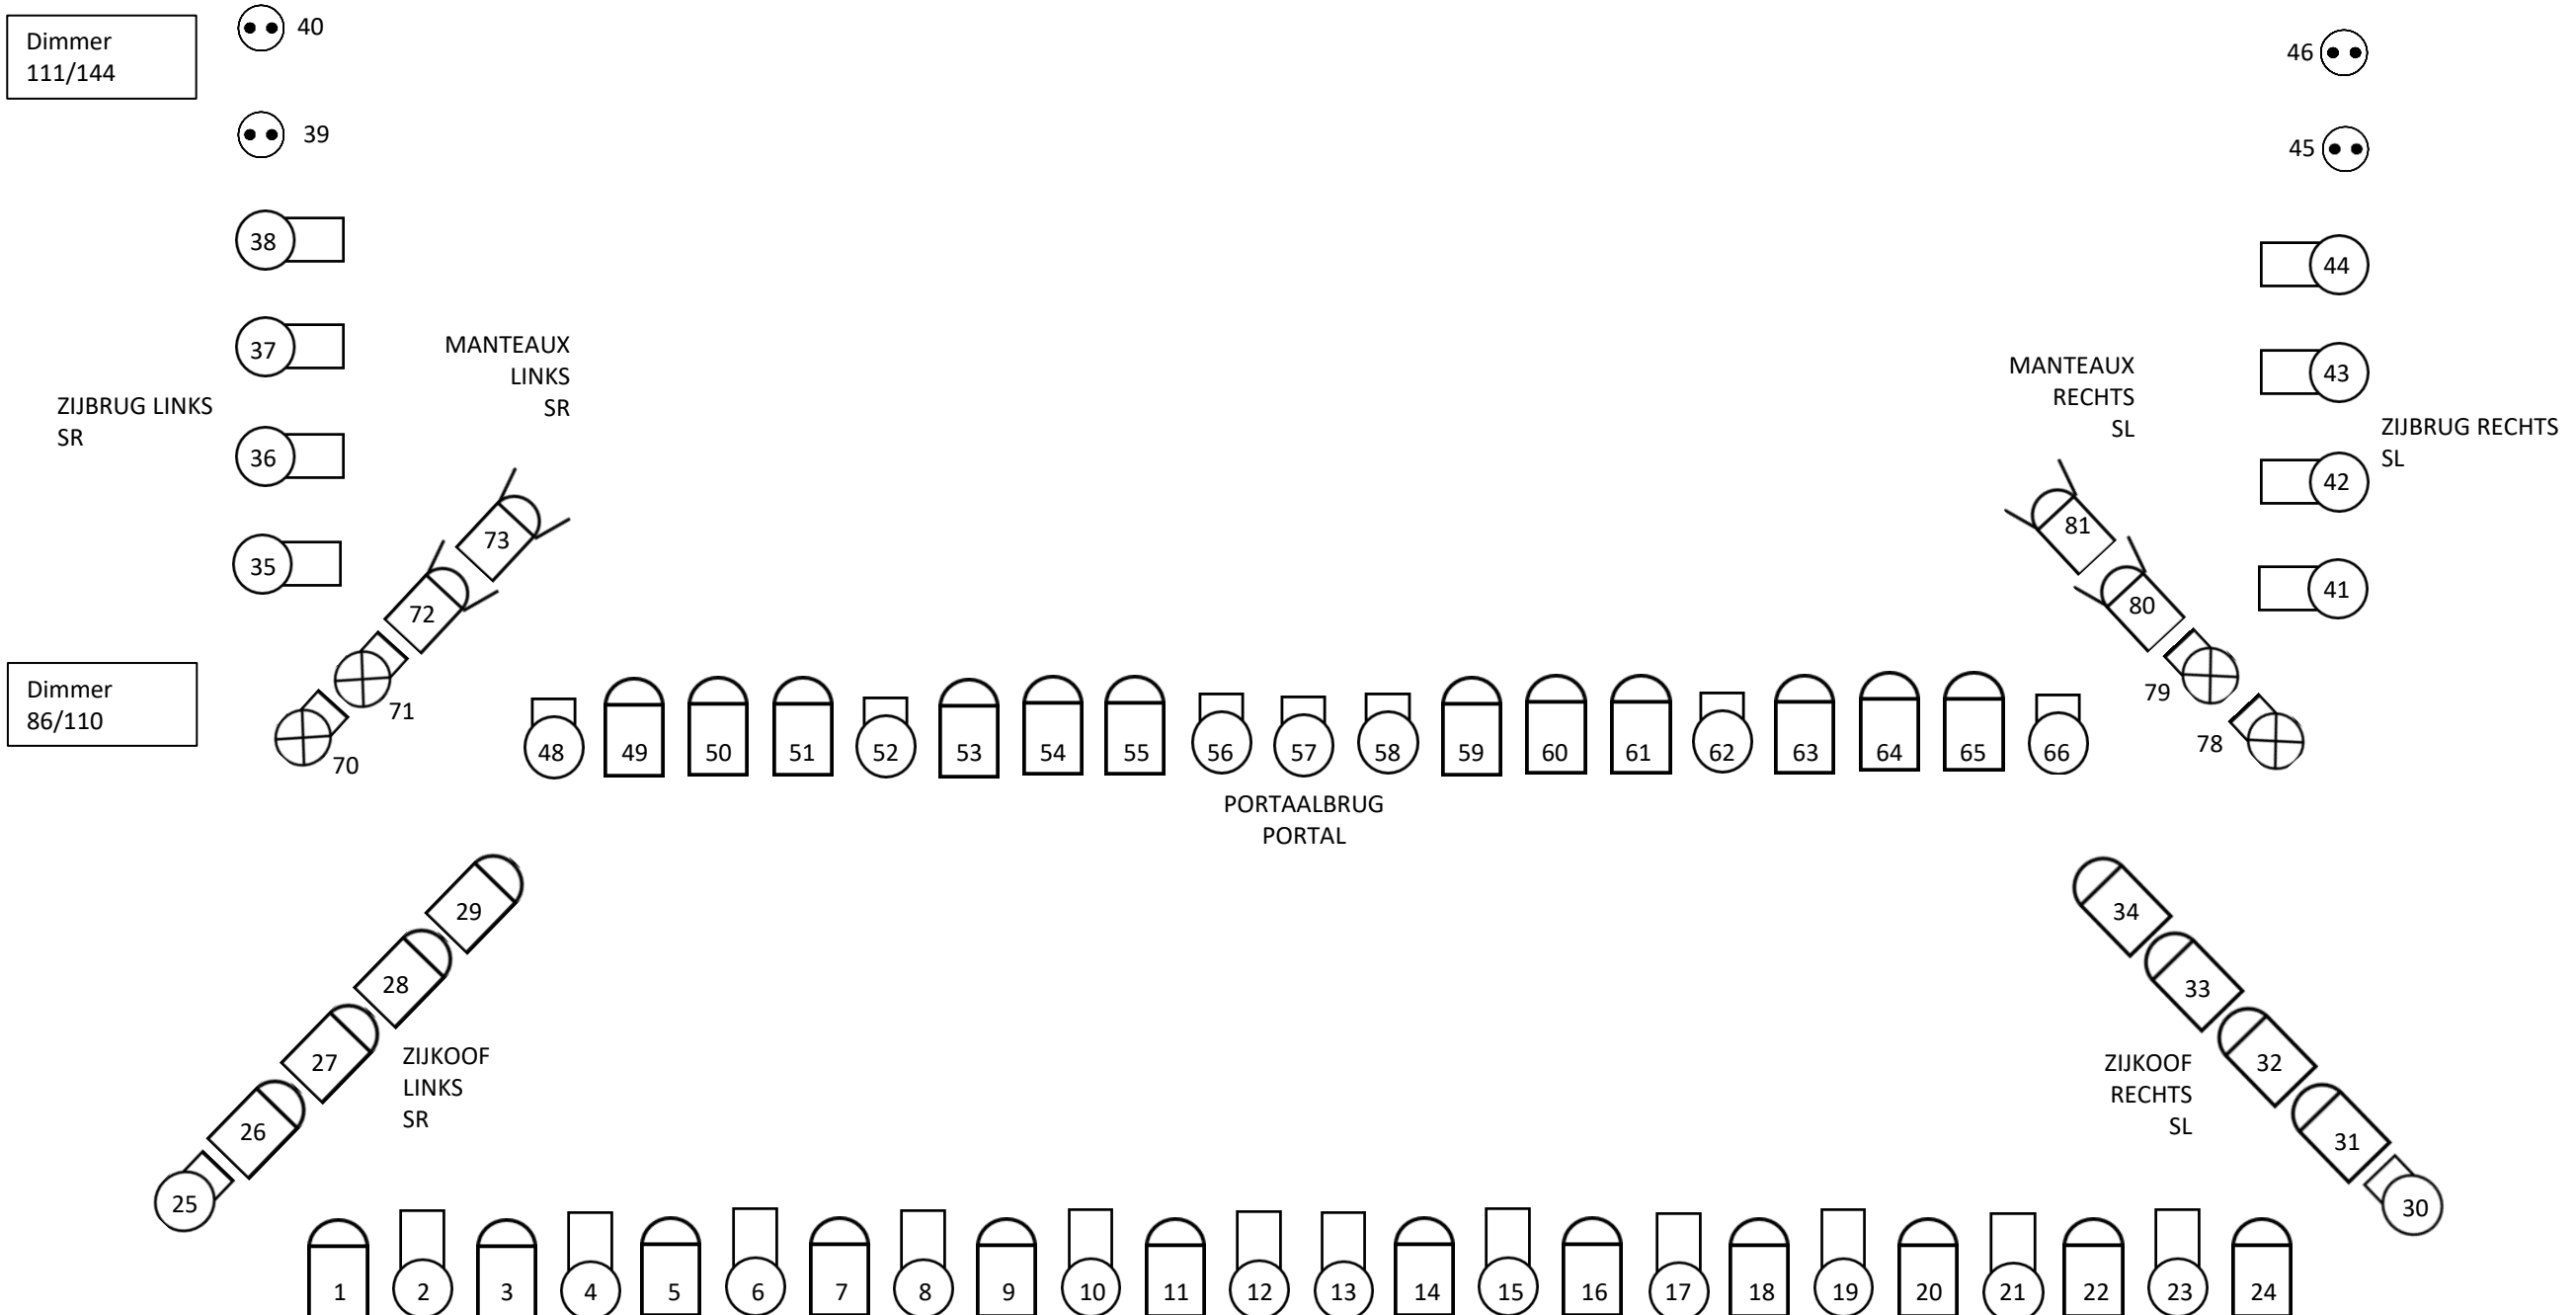 Dimmer
111/144
40
46
39
45
38
44
37
43
MANTEAUX
LINKS
SR
MANTEAUX
RECHTS
SL
ZIJBRUG LINKS
SR
ZIJBRUG RECHTS
SL
36
42
73
81
35
41
72
80
Dimmer
86/110
71
79
70
78
48 49 50 51 52 53 54 55 56 57 58 59 60 61 62 63 64 65 66
PORTAALBRUG
PORTAL
29
34
28
33
27
32
ZIJKOOF
LINKS
SR
ZIJKOOF
RECHTS
SL
26
31
25
30
1 2 3 4 5 6 7 8 9 10 11 12 13 14 15 16 17 18 19 20 21 22 23 24